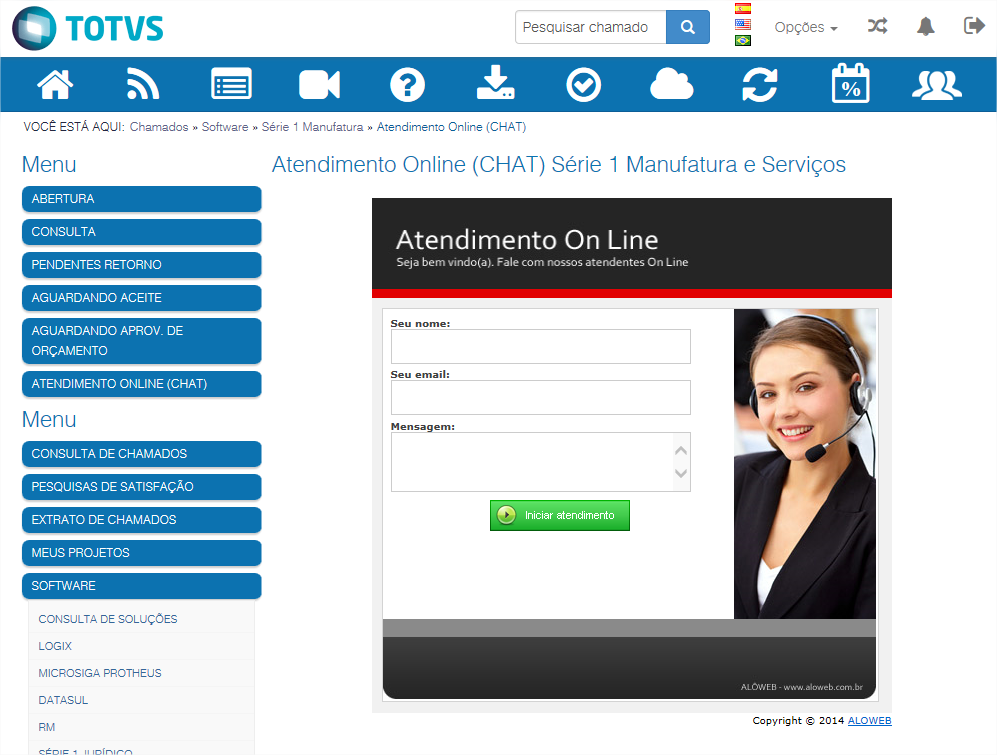 TOTVS
Pesquisar chamado
Opções
%
VOCÊ ESTÁ AQUI: Chamados » Software » Série 1 Manufatura » Atendimento Online (CHAT)
Menu
ABERTURA
CONSULTA
PENDENTES RETORNO
AGUARDANDO ACEITE
AGUARDANDO APROV. DE
ORÇAMENTO
ATENDIMENTO ONLINE (CHAT)
Menu
CONSULTA DE CHAMADOS
PESQUISAS DE SATISFAÇÃO
EXTRATO DE CHAMADOS
MEUS PROJETOS
SOFTWARE
CONSULTA DE SOLUÇÕES
LOGIX
MICROSIGA PROTHEUS
DATASUL
RM
SÉRIE 1 JURÍDICO
Atendimento Online (CHAT) Série 1 Manufatura e Serviços
Atendimento On Line
Seja bem vindo(a). Fale com nossos atendentes On Line
Seu nome:
Seu email:
Mensagem:
Iniciar atendimento
ALÔWEB - www.aloweb.com.br
Copyright © 2014 ALOWEB